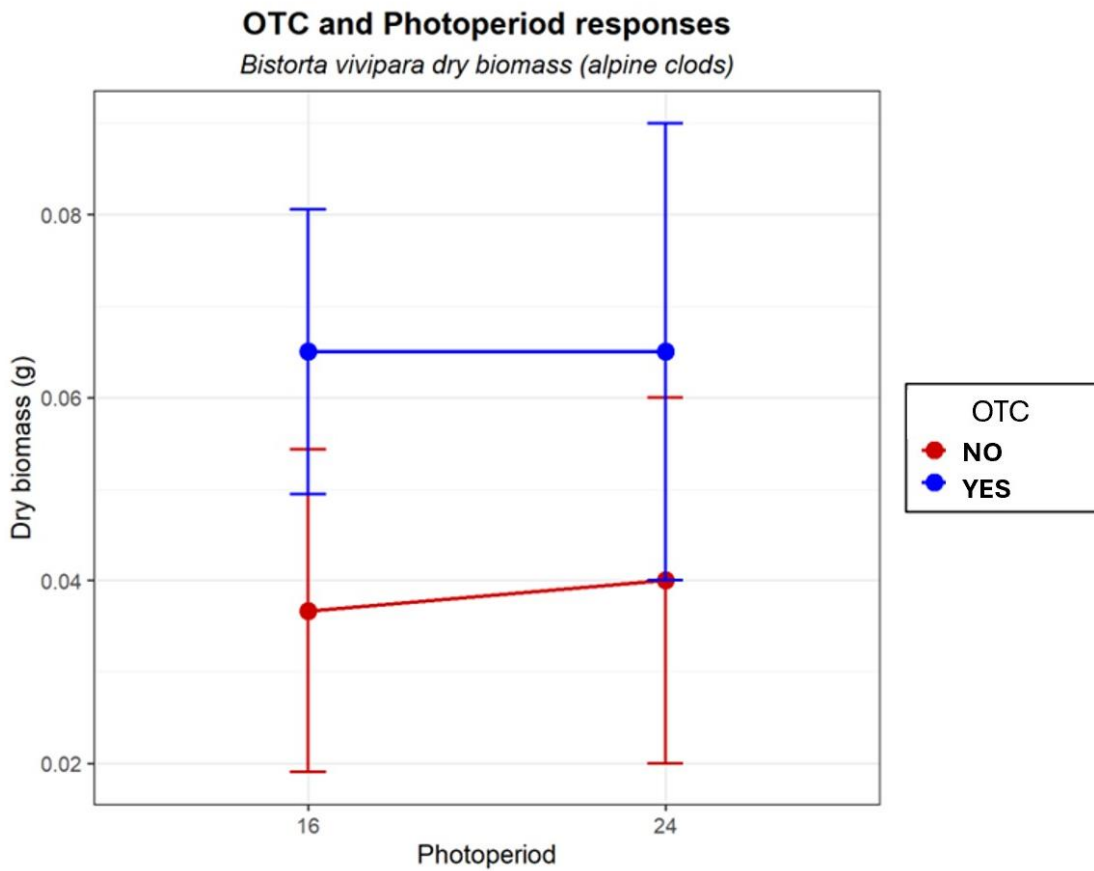 OTC and Photoperiod responses
Bistorta vivipara dry biomass (alpine clods)
Dry biomass (g)
0.08
0.06
0.04
0.02
16 24
Photoperiod
OTC
NO
YES